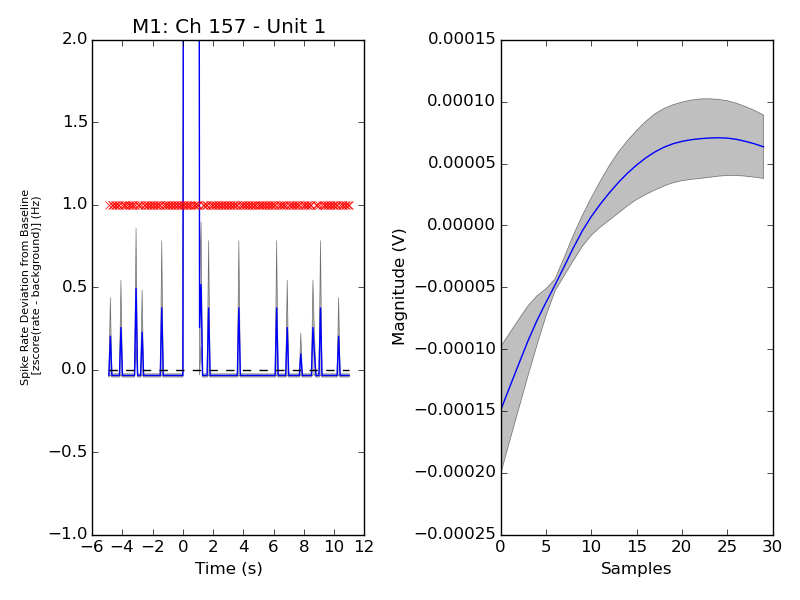 M1: Ch 157 - Unit 1
Spike Rate Deviation from Baseline
[zscore(rate - background)] (Hz)
2.0
1.5
1.0
0.5
0.0
−0.5
−1.0
−6 −4 −2 0 2 4 6 8 10 12
Time (s)
Magnitude (V)
0.00015
0.00010
0.00005
0.00000
−0.00005
−0.00010
−0.00015
−0.00020
−0.00025
0 5 10 15 20 25 30
Samples